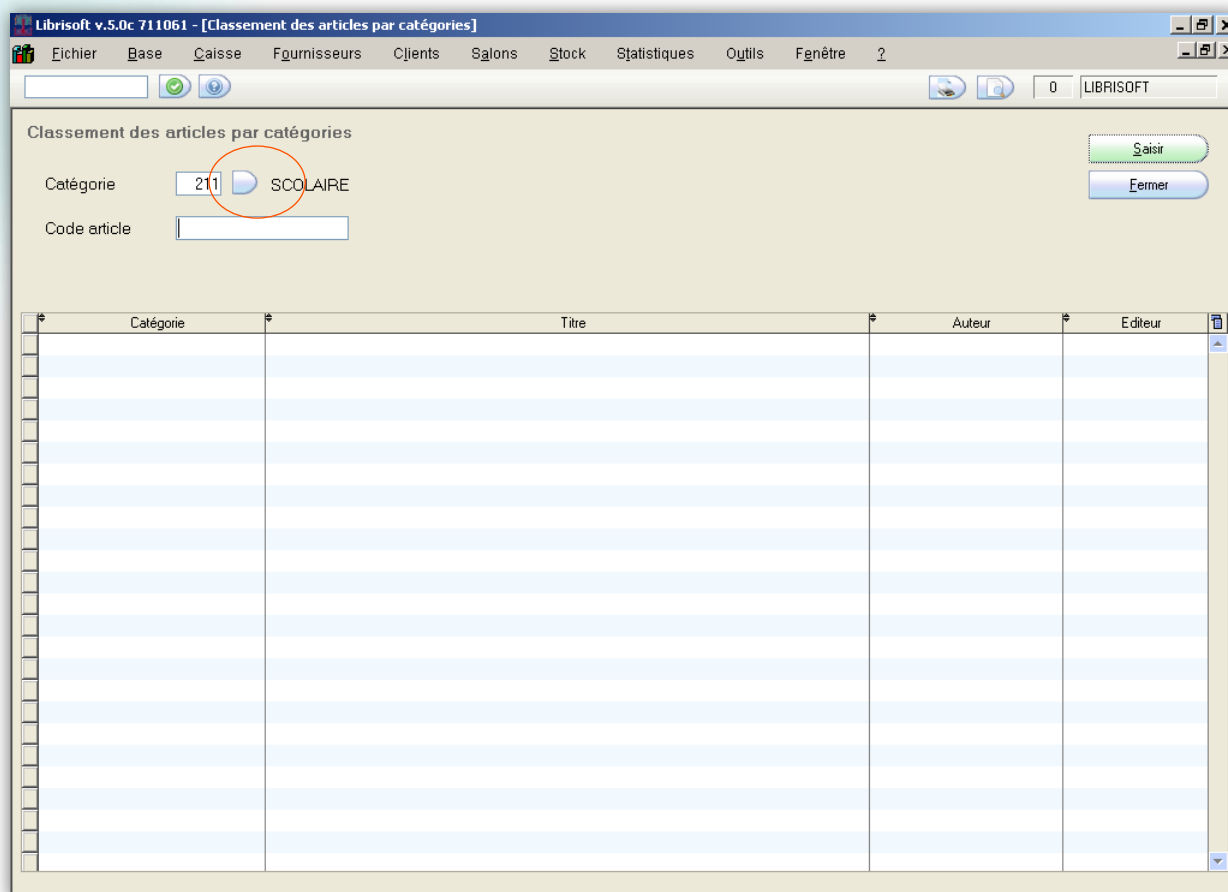 Librisoft v.5.0c 711061 - [Classement des articles par catégories]
Fichier Base Caisse Fournisseurs Clients Salons Stock Statistiques Outils Fenêtre ?
0 LIBRISOFT
Classement des articles par catégories
Saisir
Catégorie 211 SCOLAIRE
Fermer
Code article
Catégorie Titre Auteur Editeur